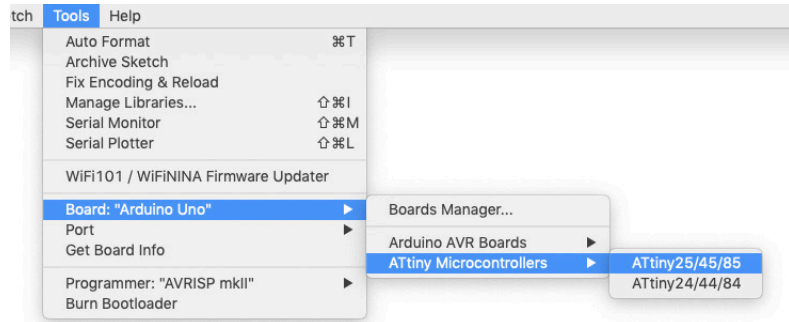 tch Tools Help
Auto Format ⌘T
Archive Sketch
Fix Encoding & Reload
Manage Libraries... ⇧⌘I
Serial Monitor ⇧⌘M
Serial Plotter ⇧⌘L
WiFi101 / WiFiNINA Firmware Updater
Board: "Arduino Uno" ▶
Port ▶
Get Board Info
Programmer: "AVRISP mkII" ▶
Burn Bootloader
Boards Manager...
Arduino AVR Boards ▶
ATtiny Microcontrollers ▶
ATtiny25/45/85
ATtiny24/44/84